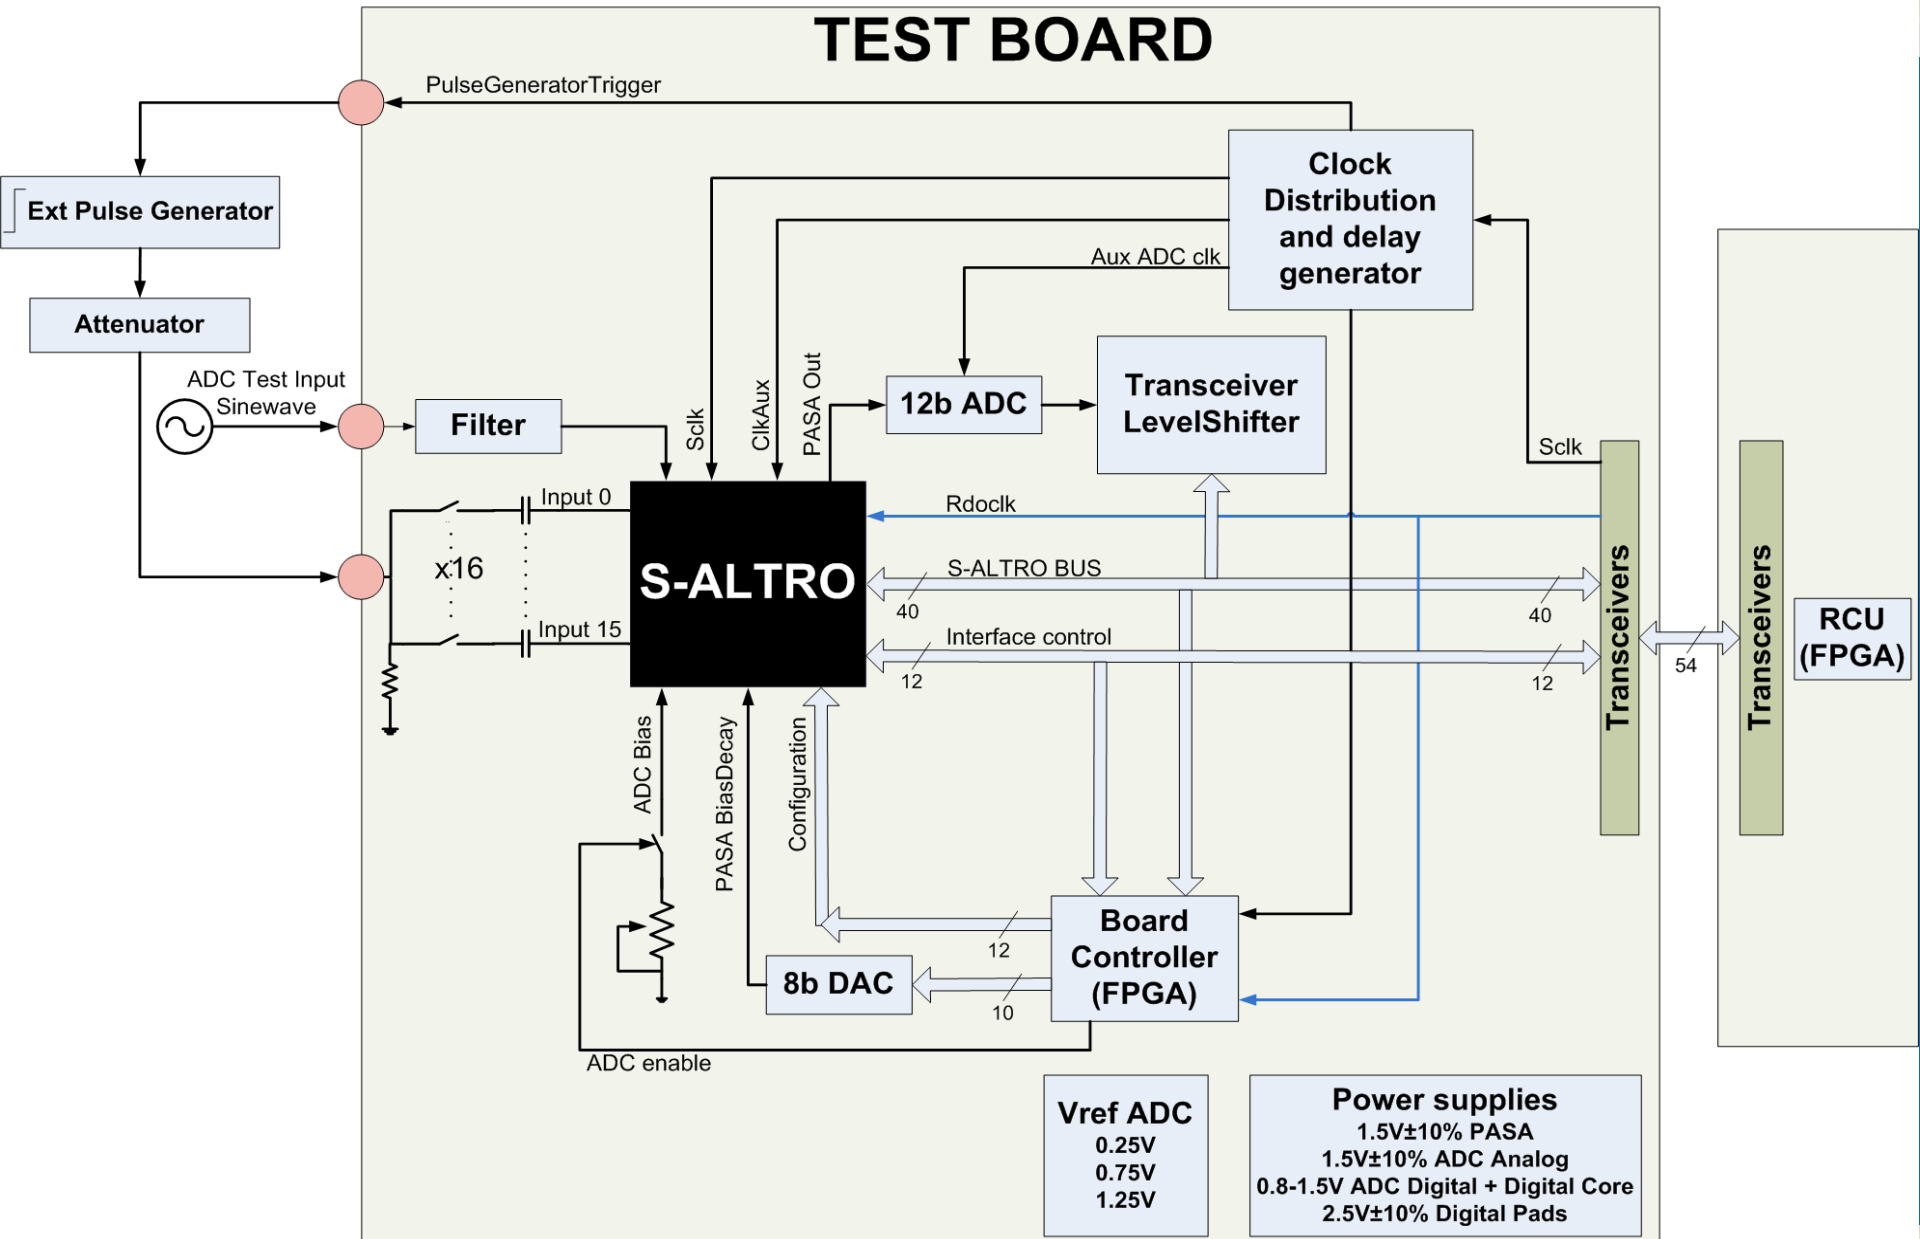 TEST BOARD
PulseGeneratorTrigger
Clock
Distribution
and delay
generator
Ext Pulse Generator
Aux ADC clk
Attenuator
ADC Test Input
Sinewave
Filter
Sclk
ClkAux
PASA Out
12b ADC
Transceiver
LevelShifter
Sclk
Input 0
x16
Input 15
S-ALTRO
Rdoclk
S-ALTRO BUS
40
40
Interface control
12
12
Transceivers
54
Transceivers
RCU
(FPGA)
ADC Bias
PASA BiasDecay
Configuration
12
8b DAC
10
Board
Controller
(FPGA)
ADC enable
Vref ADC
0.25V
0.75V
1.25V
Power supplies
1.5V±10% PASA
1.5V±10% ADC Analog
0.8-1.5V ADC Digital + Digital Core
2.5V±10% Digital Pads